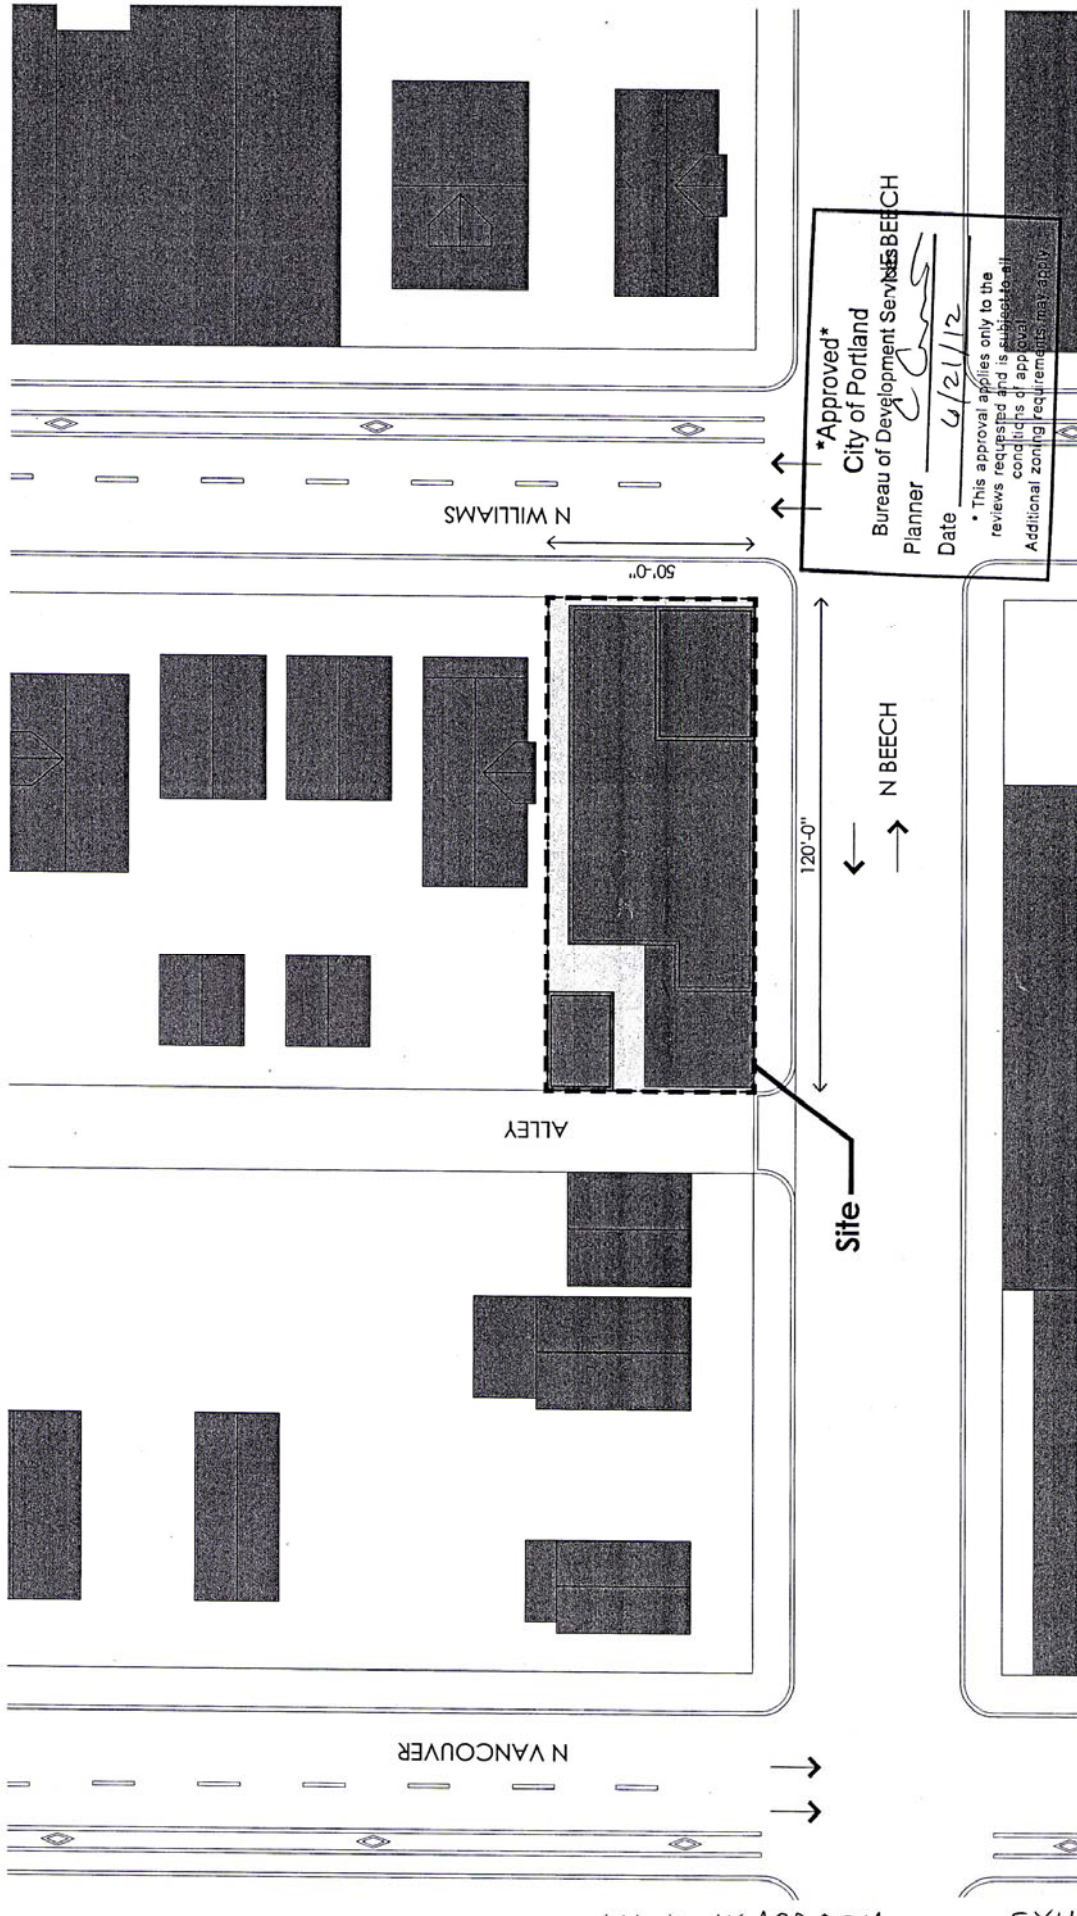 *Approved*
City of Portland
Bureau of Development Services
NE BEECH
Planner
Date 6/21/12
* This approval applies only to the
reviews requested and is subject to all
conditions of approval.
Additional zoning requirements may apply.
N WILLIAMS
50'-0"
120'-0"
N BEECH
ALLEY
Site
N VANCOUVER